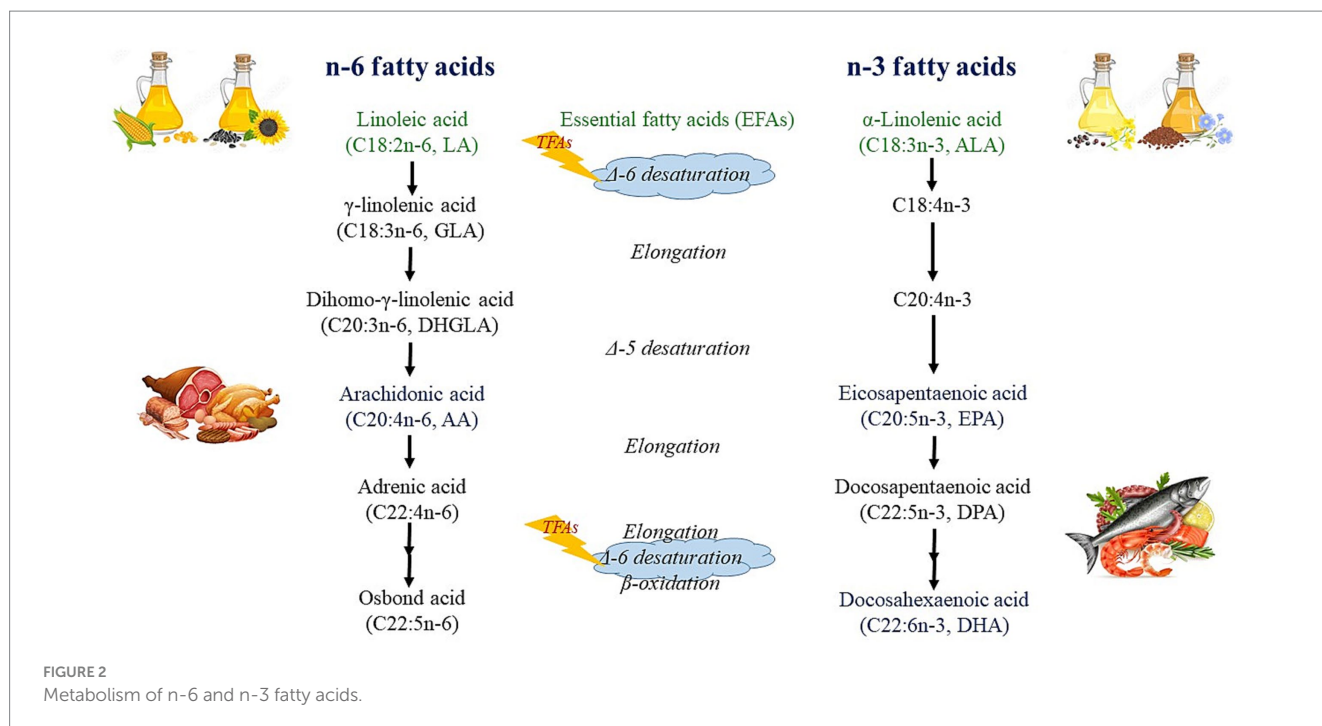 n-6 fatty acids
n-3 fatty acids
Linoleic acid
(C18:2n-6, LA)
Essential fatty acids (EFAs)
α-Linolenic acid
(C18:3n-3, ALA)
TFAs
Δ-6 desaturation
γ-linolenic acid
(C18:3n-6, GLA)
C18:4n-3
Elongation
Dihomo-γ-linolenic acid
(C20:3n-6, DHGLA)
C20:4n-3
Δ-5 desaturation
Arachidonic acid
(C20:4n-6, AA)
Eicosapentaenoic acid
(C20:5n-3, EPA)
Elongation
Adrenic acid
(C22:4n-6)
Docosapentaenoic acid
(C22:5n-3, DPA)
TFAs
Elongation
Δ-6 desaturation
β-oxidation
Osbond acid
(C22:5n-6)
Docosahexaenoic acid
(C22:6n-3, DHA)
FIGURE 2
Metabolism of n-6 and n-3 fatty acids.